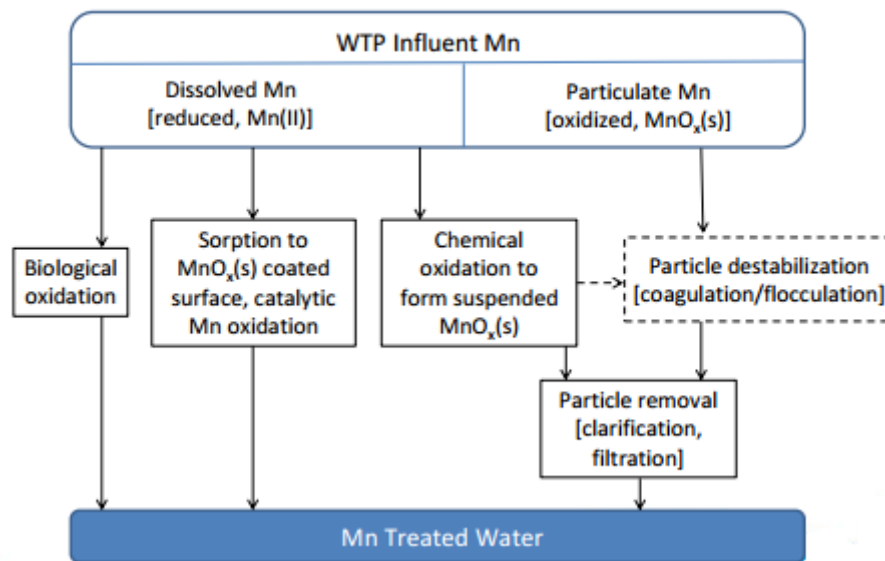 WTP Influent Mn
Dissolved Mn
[reduced, Mn(II)]
Particulate Mn
[oxidized, MnOx(s)]
Biological
oxidation
Sorption to
MnOx(s) coated
surface, catalytic
Mn oxidation
Chemical
oxidation to
form suspended
MnOx(s)
Particle destabilization
[coagulation/flocculation]
Particle removal
[clarification,
filtration]
Mn Treated Water